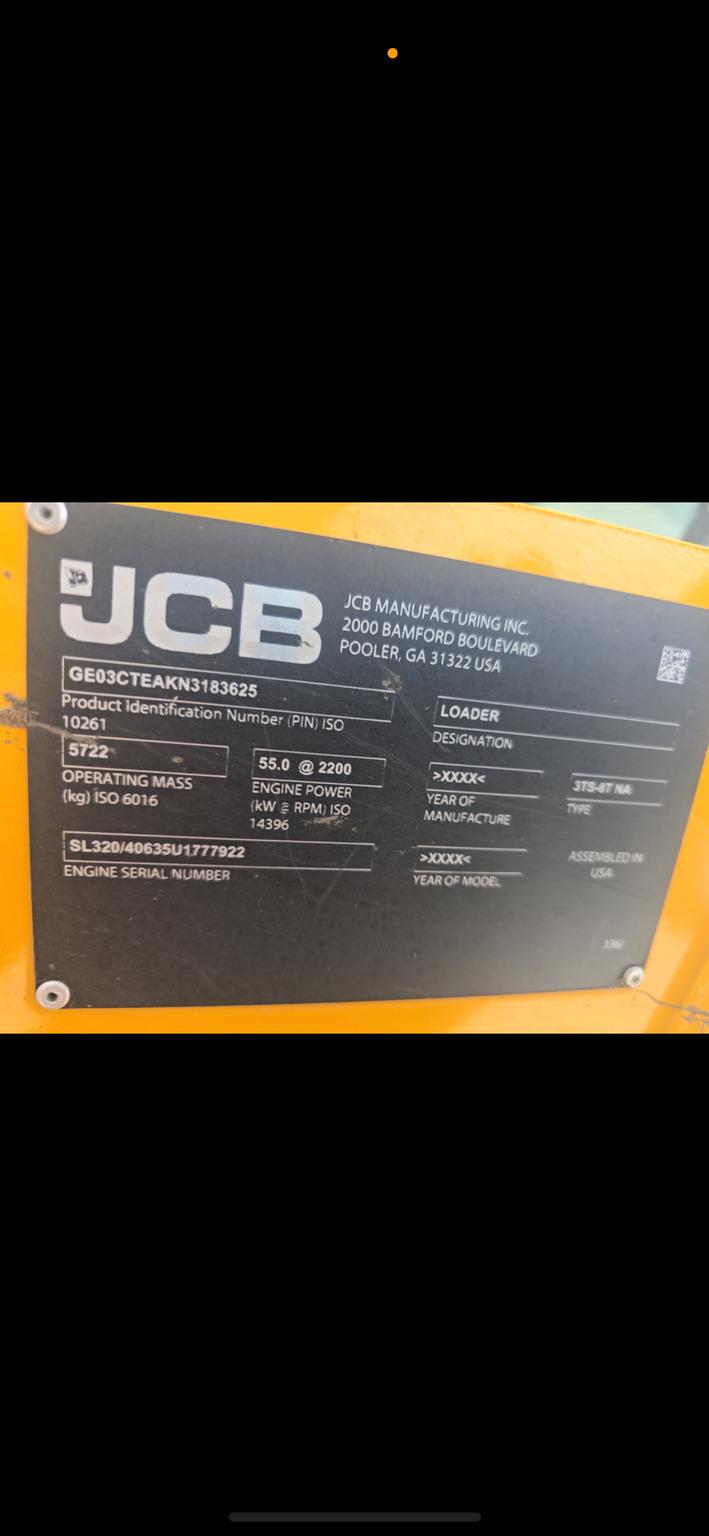 JCB
JCB MANUFACTURING INC.
2000 BAMFORD BOULEVARD
POOLER, GA 31322 USA
GE03CTEAKN3183625
Product Identification Number (PIN) ISO
10261
LOADER
DESIGNATION
5722
OPERATING MASS
(kg) ISO 6016
55.0 @ 2200
ENGINE POWER
(kW @ RPM) ISO
14396
>XXXX<
YEAR OF
MANUFACTURE
3TS-8T NA
TYPE
SL320/40635U1777922
ENGINE SERIAL NUMBER
>XXXX<
YEAR OF MODEL
ASSEMBLED IN
USA